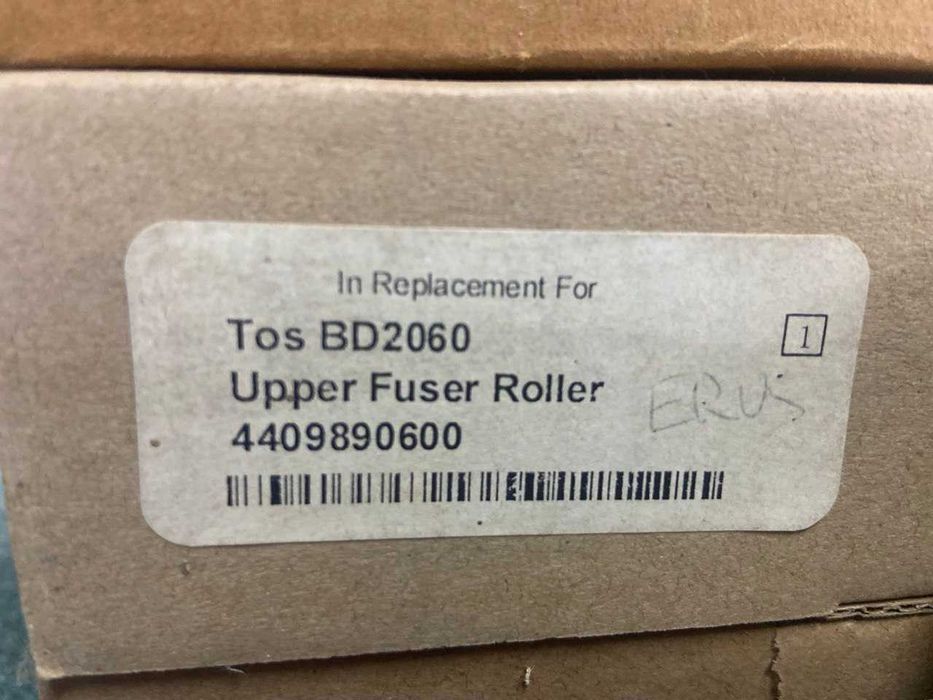 In Replacement For
Tos BD2060
1
Upper Fuser Roller
ERUS
4409890600